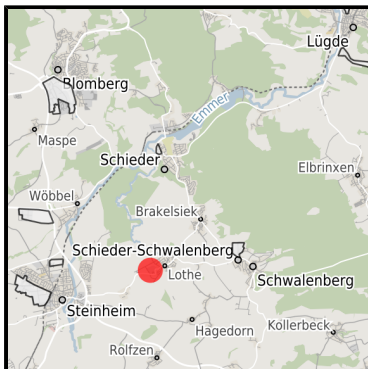 Lügde
Blomberg
Emmer
Maspe
Schieder
Elbrinxen
Wöbbel
Brakelsiek
Schieder-Schwalenberg
Lothe
Schwalenberg
Steinheim
Hagedorn
Kollerbeck
Rolfzen